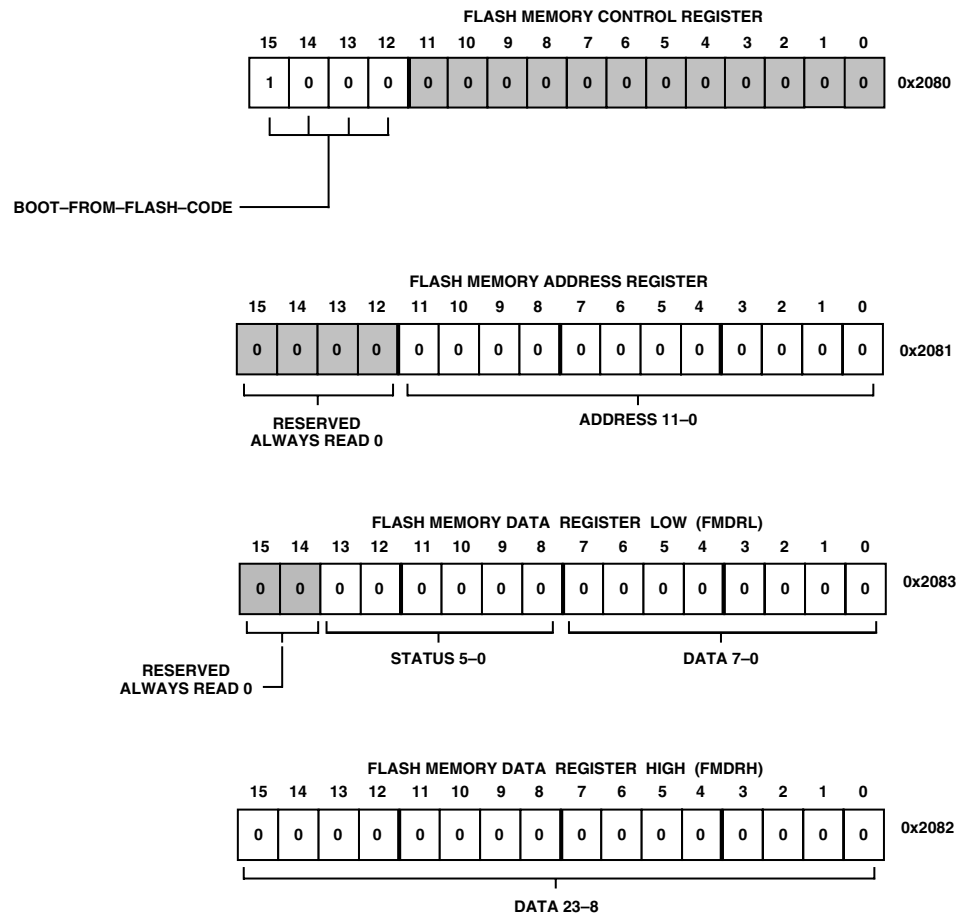 FLASH MEMORY CONTROL REGISTER
15 14 13 12 11 10 9 8 7 6 5 4 3 2 1 0
1 0 0 0 0 0 0 0 0 0 0 0 0 0 0 0 0x2080
BOOT–FROM–FLASH–CODE
FLASH MEMORY ADDRESS REGISTER
15 14 13 12 11 10 9 8 7 6 5 4 3 2 1 0
0 0 0 0 0 0 0 0 0 0 0 0 0 0 0 0 0x2081
RESERVED
ALWAYS READ 0
ADDRESS 11–0
FLASH MEMORY DATA REGISTER LOW (FMDRL)
15 14 13 12 11 10 9 8 7 6 5 4 3 2 1 0
0 0 0 0 0 0 0 0 0 0 0 0 0 0 0 0 0x2083
RESERVED
ALWAYS READ 0
STATUS 5–0
DATA 7–0
FLASH MEMORY DATA REGISTER HIGH (FMDRH)
15 14 13 12 11 10 9 8 7 6 5 4 3 2 1 0
0 0 0 0 0 0 0 0 0 0 0 0 0 0 0 0 0x2082
DATA 23–8